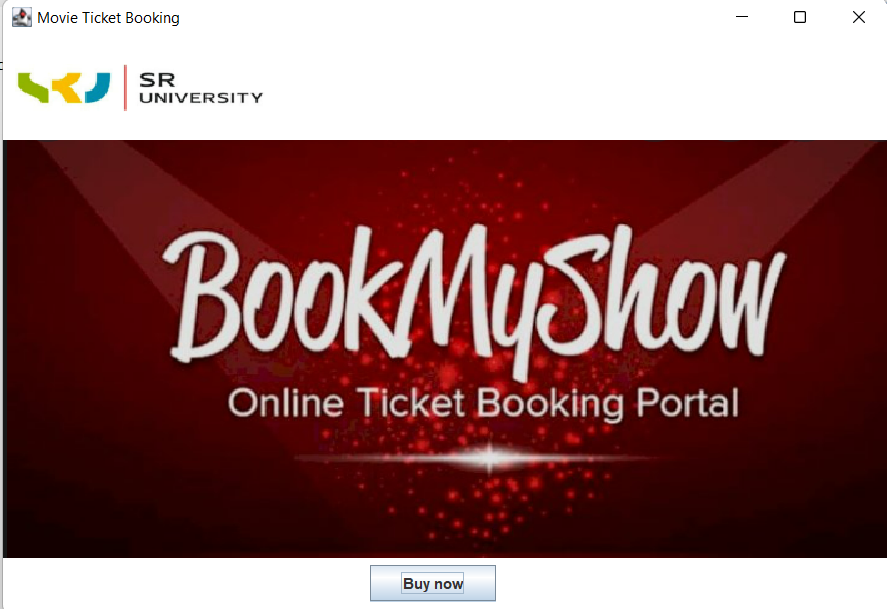 Movie Ticket Booking
SR
UNIVERSITY
BookMyShow
Online Ticket Booking Portal
Buy now